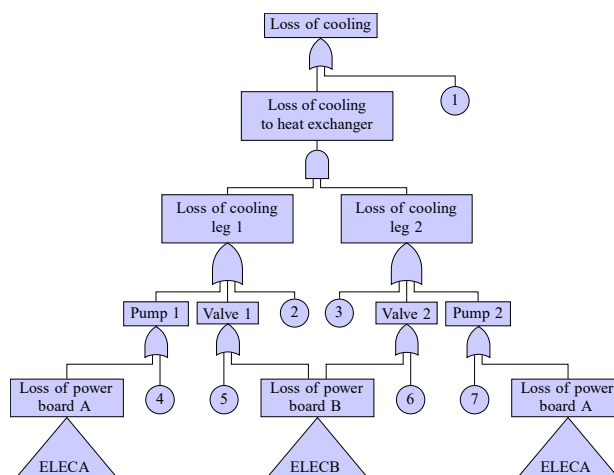 Loss of cooling
1
Loss of cooling
to heat exchanger
Loss of cooling
leg 1
Loss of cooling
leg 2
Pump 1
Valve 1
2
3
Valve 2
Pump 2
Loss of power
board A
4
5
Loss of power
board B
6
7
Loss of power
board A
ELECA
ELECB
ELECA